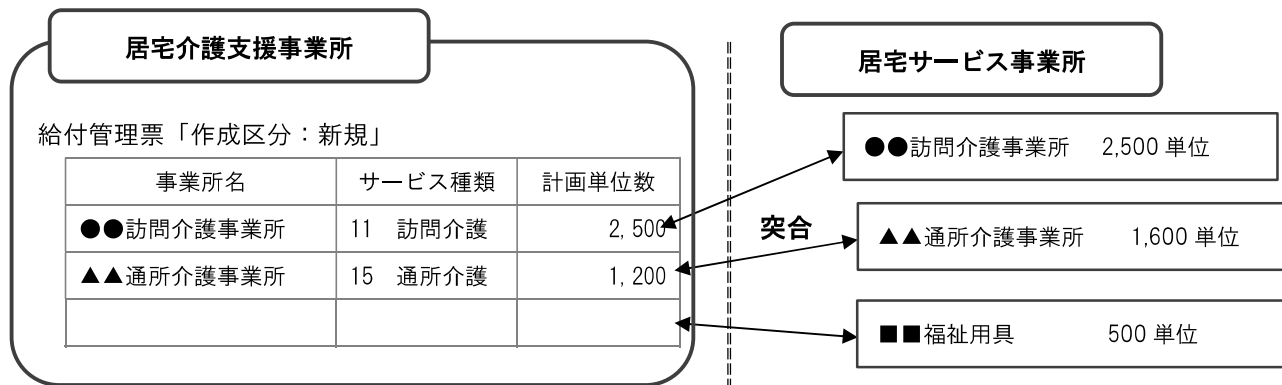 居宅介護支援事業所
居宅サービス事業所
給付管理票「作成区分：新規」
事業所名 サービス種類 計画単位数
●●訪問介護事業所 11 訪問介護 2,500
▲▲通所介護事業所 15 通所介護 1,200
突合
●●訪問介護事業所 2,500 単位
▲▲通所介護事業所 1,600 単位
■■福祉用具 500 単位